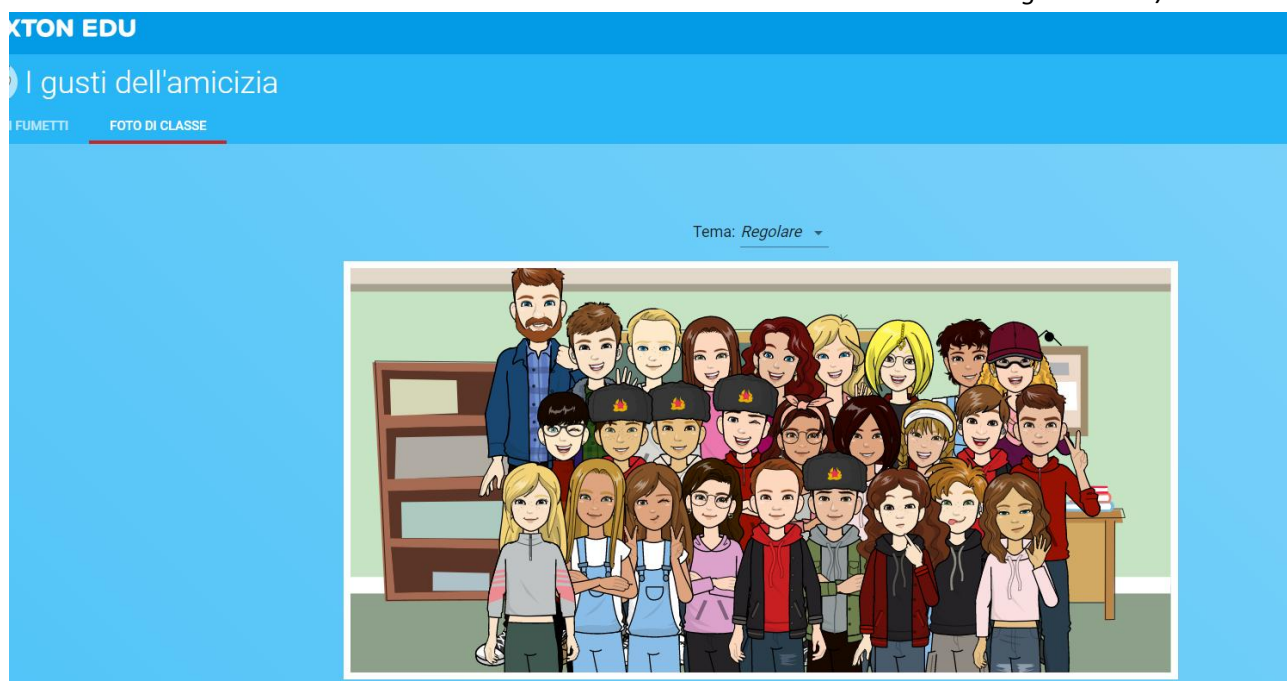 XTON EDU
I gusti dell'amicizia
I FUMETTI
FOTO DI CLASSE
Tema: Regolare